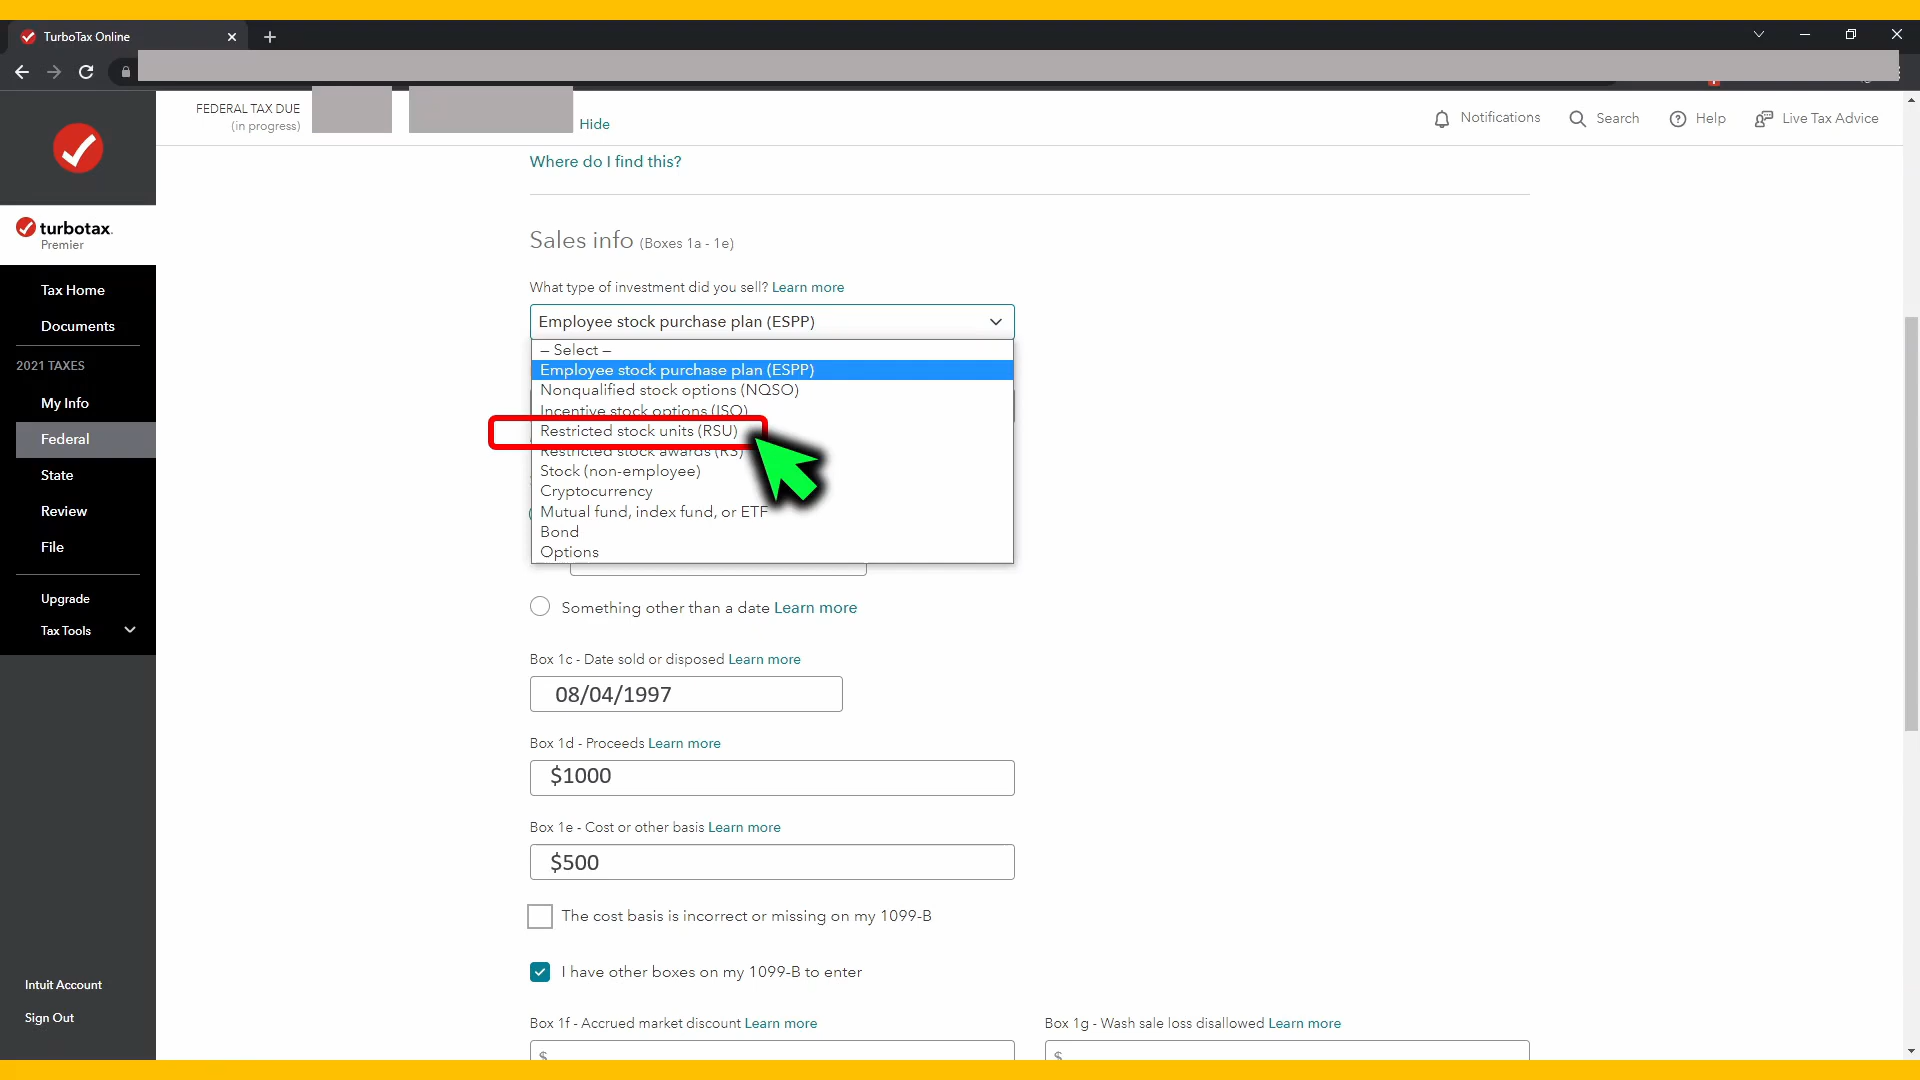 TurboTax Online
FEDERAL TAX DUE
(in progress)
Hide
Notifications
Search
Help
Live Tax Advice
turbotax.
Premier
Tax Home
Documents
2021 TAXES
My Info
Federal
State
Review
File
Upgrade
Tax Tools
Intuit Account
Sign Out
Where do I find this?
Sales info (Boxes 1a - 1e)
What type of investment did you sell? Learn more
Employee stock purchase plan (ESPP)
– Select –
Employee stock purchase plan (ESPP)
Nonqualified stock options (NQSO)
Incentive stock options (ISO)
Restricted stock units (RSU)
Restricted stock awards (RS)
Stock (non-employee)
Cryptocurrency
Mutual fund, index fund, or ETF
Bond
Options
Something other than a date Learn more
Box 1c - Date sold or disposed Learn more
08/04/1997
Box 1d - Proceeds Learn more
$1000
Box 1e - Cost or other basis Learn more
$500
The cost basis is incorrect or missing on my 1099-B
I have other boxes on my 1099-B to enter
Box 1f - Accrued market discount Learn more
$
Box 1g - Wash sale loss disallowed Learn more
$